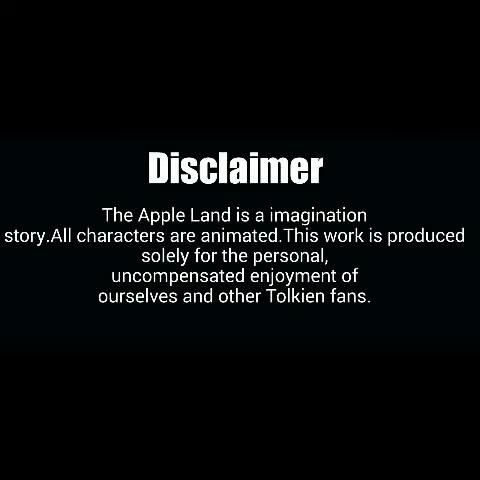 Disclaimer
The Apple Land is a imagination
story.All characters are animated.This work is produced
solely for the personal,
uncompensated enjoyment of
ourselves and other Tolkien fans.